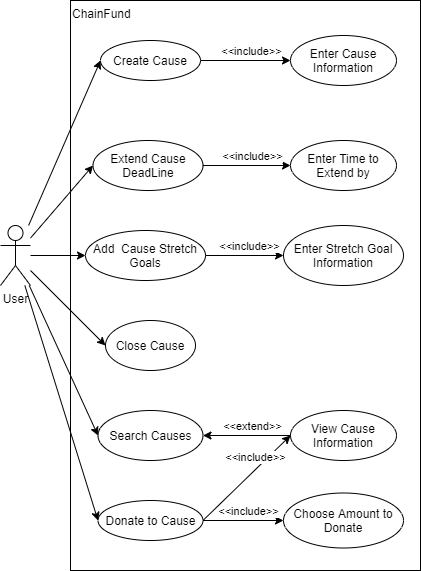 ChainFund
Create Cause
<<include>>
Enter Cause
Information
Extend Cause
DeadLine
<<include>>
Enter Time to
Extend by
User
Add  Cause Stretch
Goals
<<include>>
Enter Stretch Goal
Information
Close Cause
Search Causes
<<extend>>
View Cause
Information
<<include>>
Donate to Cause
<<include>>
Choose Amount to
Donate